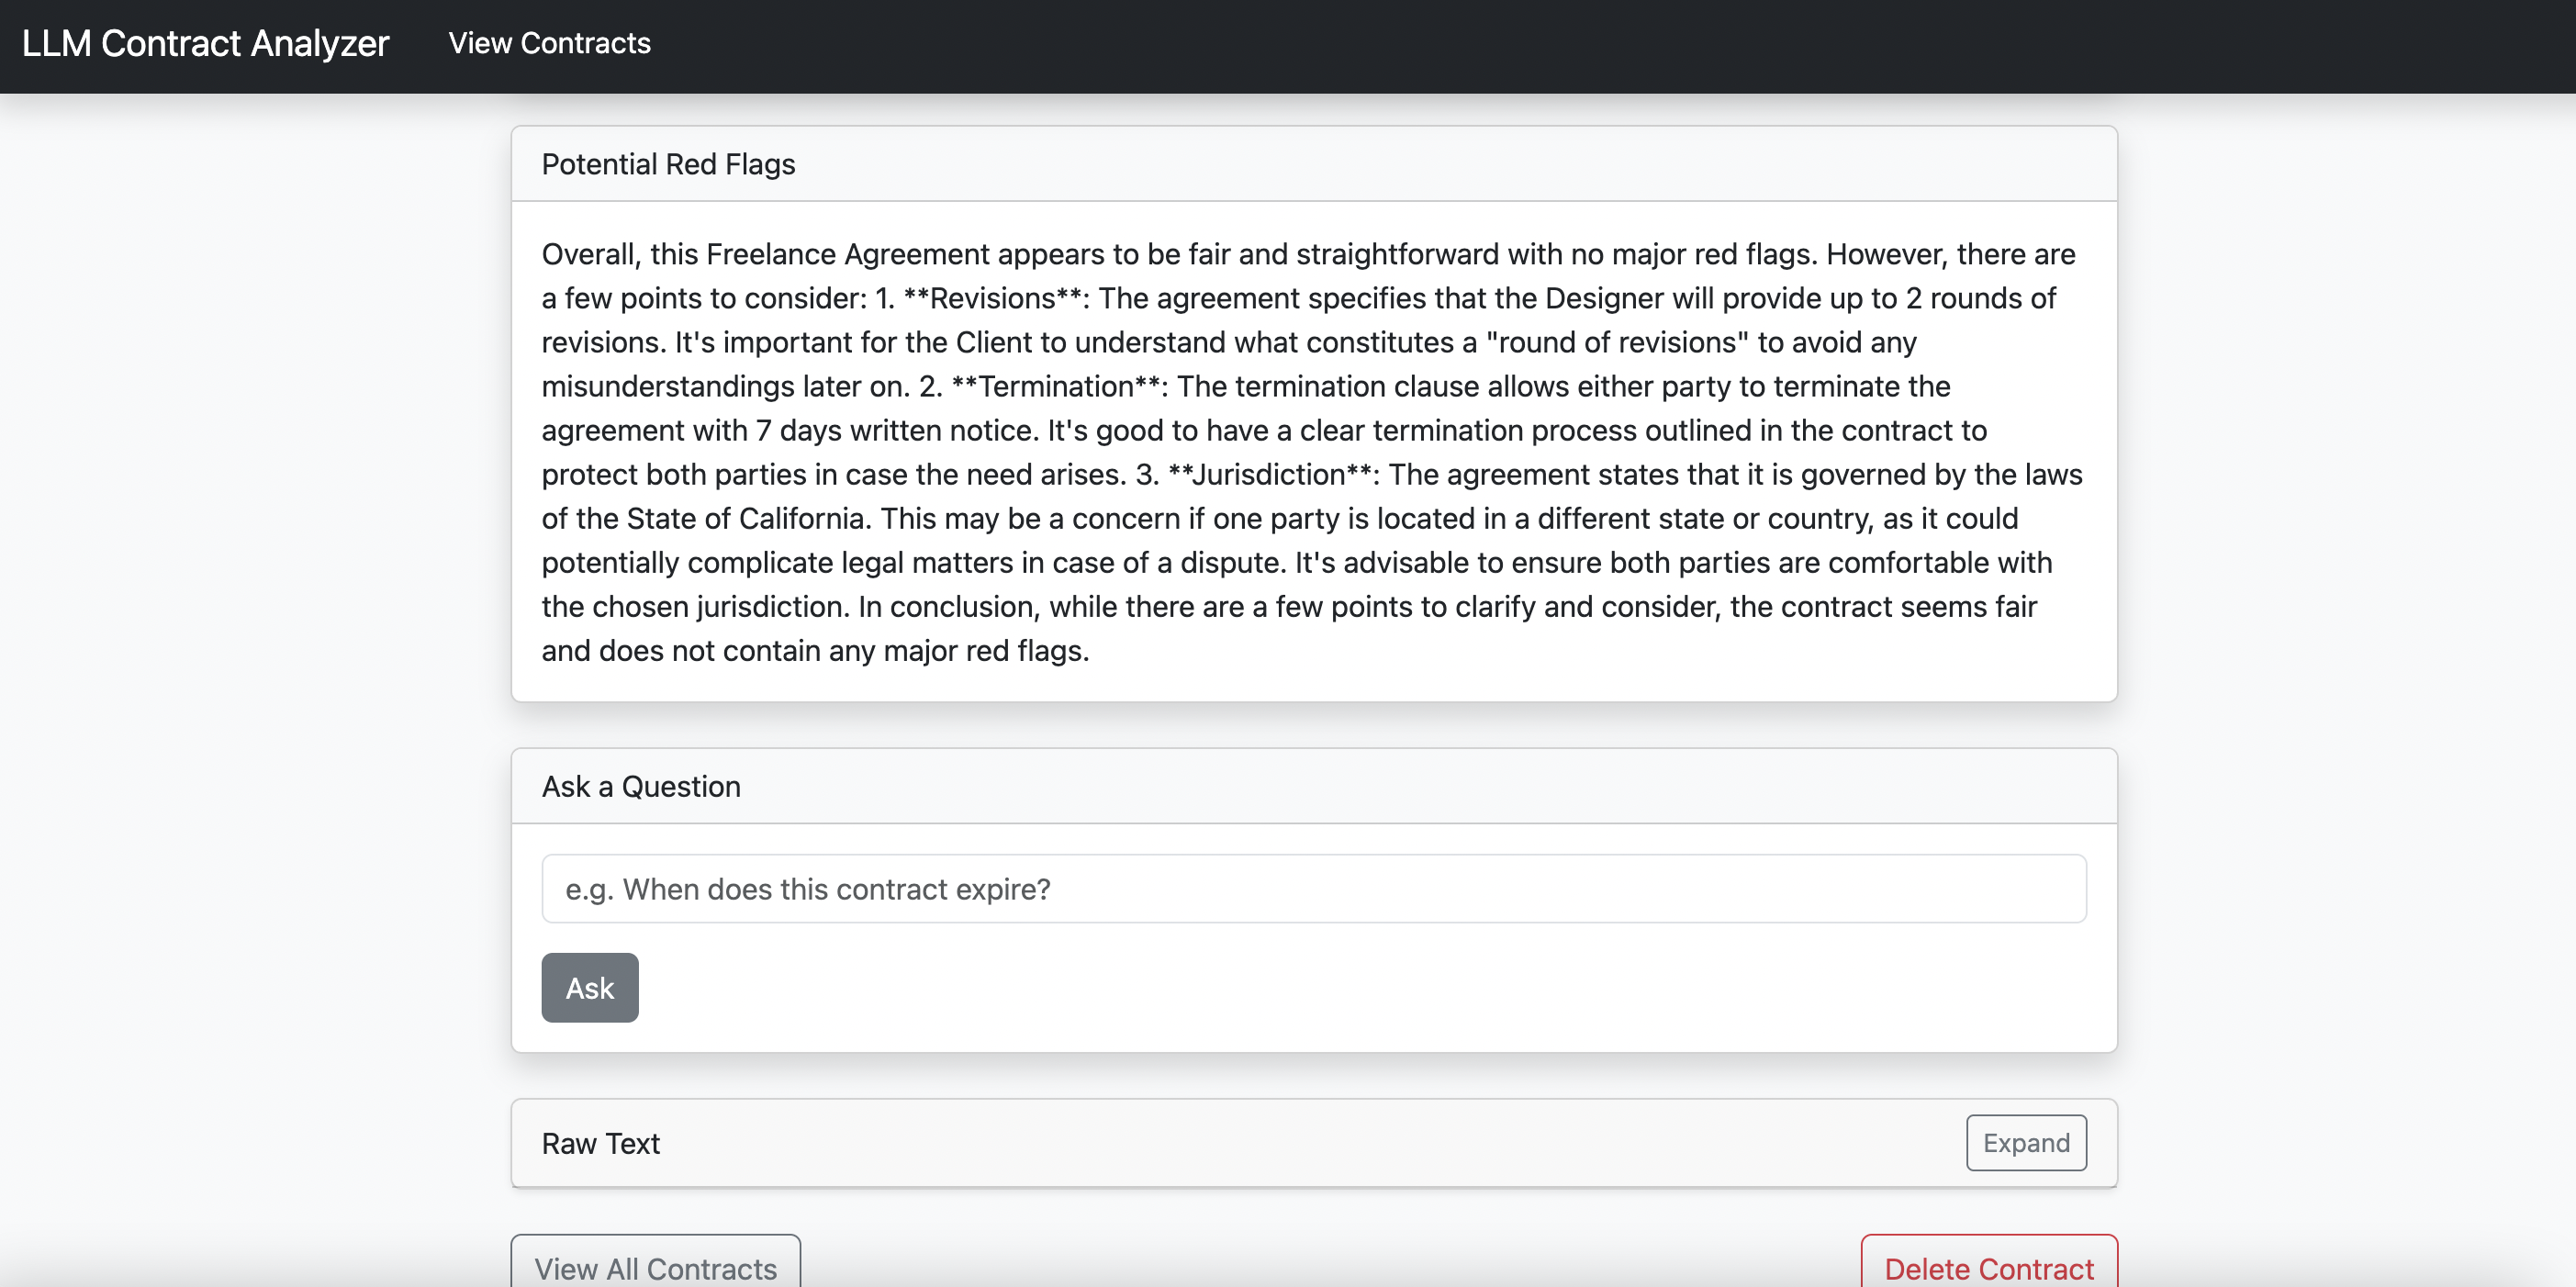 LLM Contract Analyzer View Contracts
Potential Red Flags
Overall, this Freelance Agreement appears to be fair and straightforward with no major red flags. However, there are
a few points to consider: 1. **Revisions**: The agreement specifies that the Designer will provide up to 2 rounds of
revisions. It's important for the Client to understand what constitutes a "round of revisions" to avoid any
misunderstandings later on. 2. **Termination**: The termination clause allows either party to terminate the
agreement with 7 days written notice. It's good to have a clear termination process outlined in the contract to
protect both parties in case the need arises. 3. **Jurisdiction**: The agreement states that it is governed by the laws
of the State of California. This may be a concern if one party is located in a different state or country, as it could
potentially complicate legal matters in case of a dispute. It's advisable to ensure both parties are comfortable with
the chosen jurisdiction. In conclusion, while there are a few points to clarify and consider, the contract seems fair
and does not contain any major red flags.
Ask a Question
e.g. When does this contract expire?
Ask
Raw Text Expand
View All Contracts Delete Contract